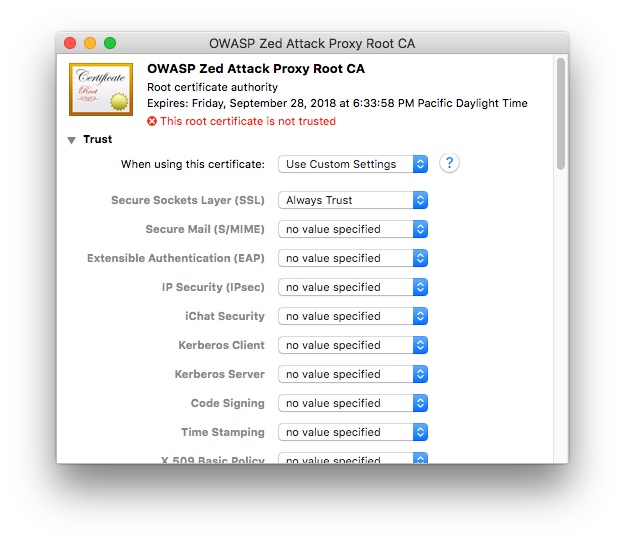 OWASP Zed Attack Proxy Root CA
Certificate
Root
OWASP Zed Attack Proxy Root CA
Root certificate authority
Expires: Friday, September 28, 2018 at 6:33:58 PM Pacific Daylight Time
This root certificate is not trusted
Trust
When using this certificate: Use Custom Settings ?
Secure Sockets Layer (SSL) Always Trust
Secure Mail (S/MIME) no value specified
Extensible Authentication (EAP) no value specified
IP Security (IPsec) no value specified
iChat Security no value specified
Kerberos Client no value specified
Kerberos Server no value specified
Code Signing no value specified
Time Stamping no value specified
X.509 Basic Policy no value specified